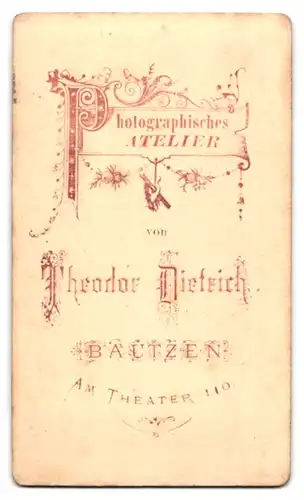 Photographisches
ATELIER
von
Theodor Dietrich.
BAUTZEN
AM THEATER 110.